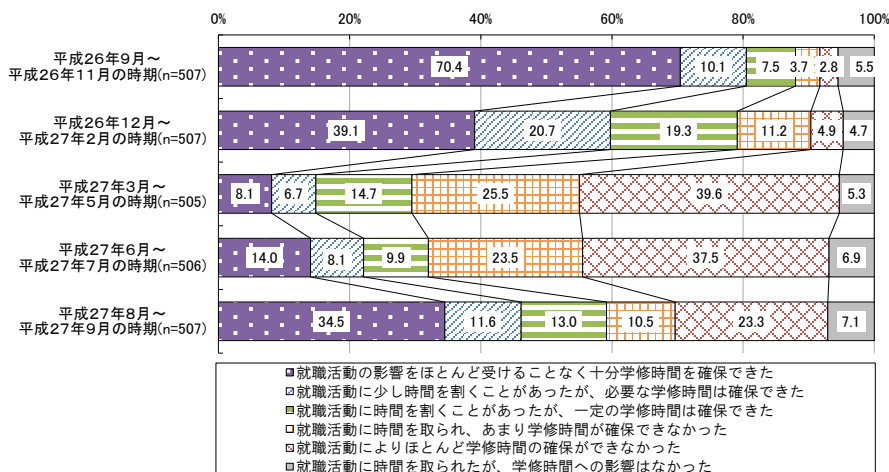 0% 20% 40% 60% 80% 100%
平成26年9月～
平成26年11月の時期(n=507)
70.4 10.1 7.5 3.7 2.8 5.5
平成26年12月～
平成27年2月の時期(n=507)
39.1 20.7 19.3 11.2 4.9 4.7
平成27年3月～
平成27年5月の時期(n=505)
8.1 6.7 14.7 25.5 39.6 5.3
平成27年6月～
平成27年7月の時期(n=506)
14.0 8.1 9.9 23.5 37.5 6.9
平成27年8月～
平成27年9月の時期(n=507)
34.5 11.6 13.0 10.5 23.3 7.1
就職活動の影響をほとんど受けることなく十分学修時間を確保できた
就職活動に少し時間を割くことがあったが、必要な学修時間は確保できた
就職活動に時間を割くことがあったが、一定の学修時間は確保できた
就職活動に時間を取られ、あまり学修時間が確保できなかった
就職活動によりほとんど学修時間の確保ができなかった
就職活動に時間を取られたが、学修時間への影響はなかった